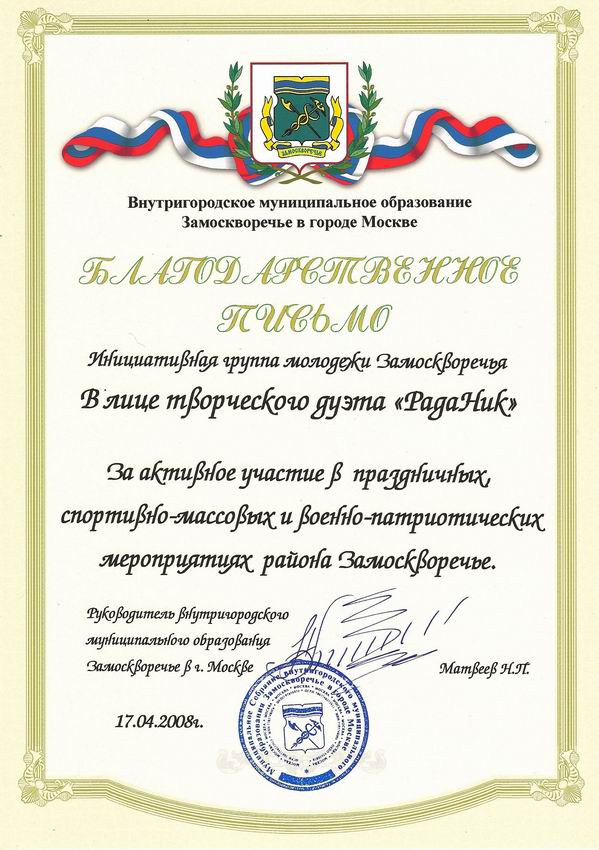 ЗАМОСКВОРЕЧЬЕ
Внутригородское муниципальное образование
Замоскворечье в городе Москве
БЛАГОДАРСТВЕННОЕ
ПИСЬМО
Инициативная группа молодежи Замоскворечья
В лице творческого дуэта «РадаНик»
За активное участие в праздничных,
спортивно-массовых и военно-патриотических
мероприятиях района Замоскворечье.
Руководитель внутригородского
муниципального образования
Замоскворечье в г. Москве
Матвеев Н.П.
17.04.2008г.
Муниципальное Собрание внутригородского муниципального
образования Замоскворечье в городе Москве